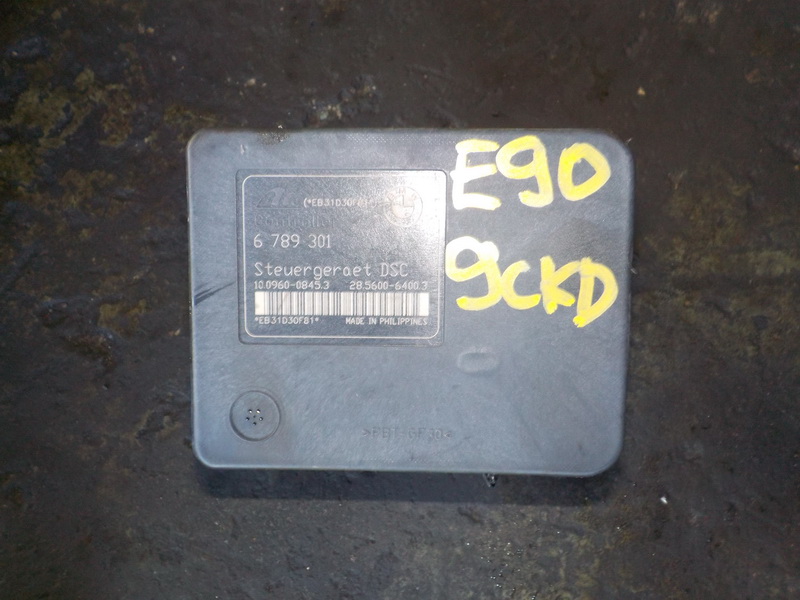 (*EB31D30FB1*
6 789 301
Steuergeraet DSC
10.0960-0845.3 28.5600-6400.3
*EB31D30FB1* MADE IN PHILIPPINES
E90
9CKD